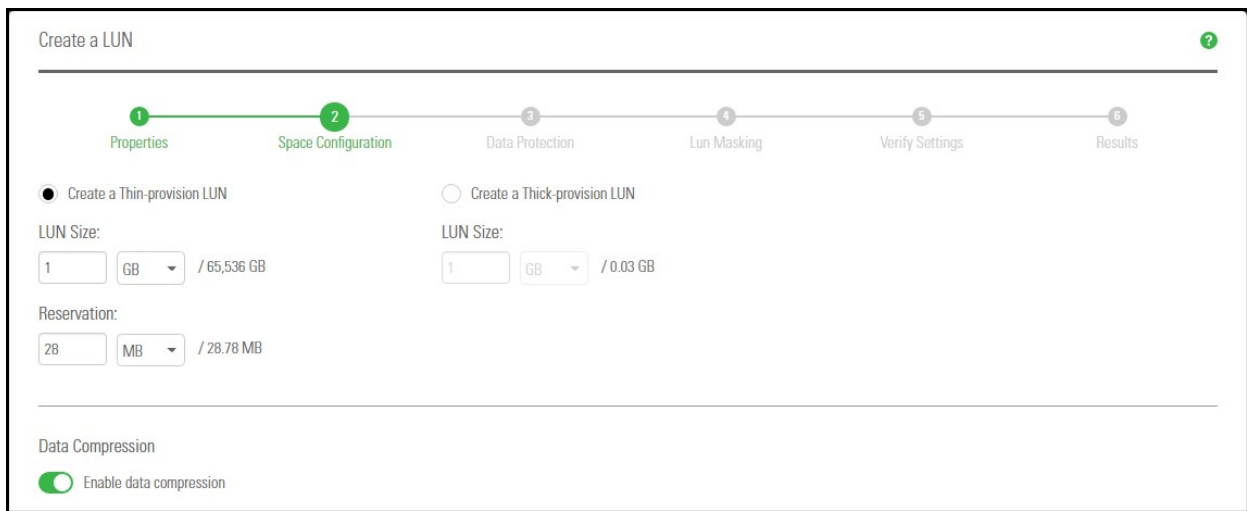 Create a LUN ?
1 2 3 4 5 6
Properties Space Configuration Data Protection Lun Masking Verify Settings Results
Create a Thin-provision LUN Create a Thick-provision LUN
LUN Size: LUN Size:
1 GB / 65,536 GB 1 GB / 0.03 GB
Reservation:
28 MB / 28.78 MB
Data Compression
Enable data compression